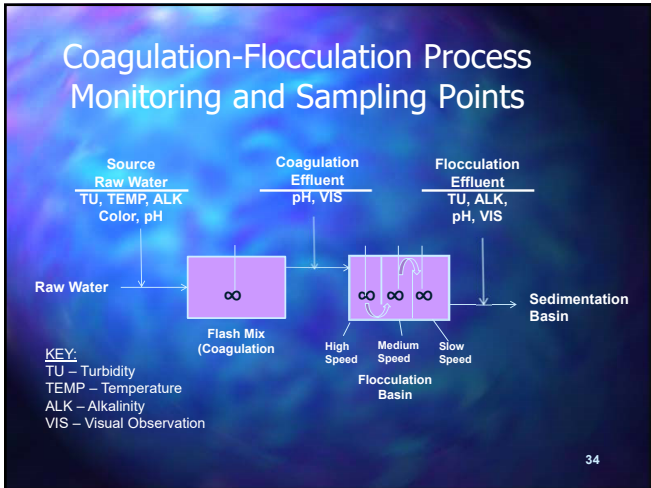 Coagulation-Flocculation Process
Monitoring and Sampling Points
Source
Raw Water
TU, TEMP, ALK
Color, pH
Coagulation
Effluent
pH, VIS
Flocculation
Effluent
TU, ALK,
pH, VIS
Raw Water
∞
∞ ∞ ∞
Sedimentation
Basin
Flash Mix
(Coagulation
High
Speed
Medium
Speed
Slow
Speed
Flocculation
Basin
KEY:
TU – Turbidity
TEMP – Temperature
ALK – Alkalinity
VIS – Visual Observation
34